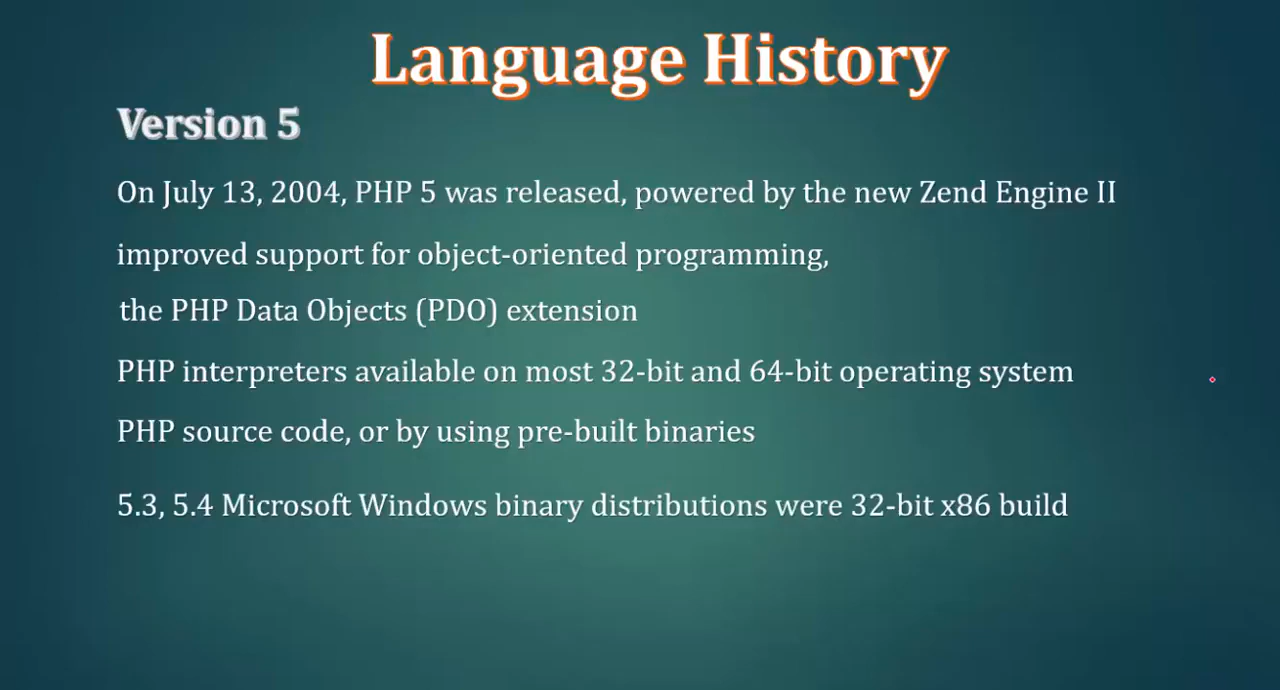 Language History
Version 5
On July 13, 2004, PHP 5 was released, powered by the new Zend Engine II
improved support for object-oriented programming,
the PHP Data Objects (PDO) extension
PHP interpreters available on most 32-bit and 64-bit operating system
PHP source code, or by using pre-built binaries
5.3, 5.4 Microsoft Windows binary distributions were 32-bit x86 build